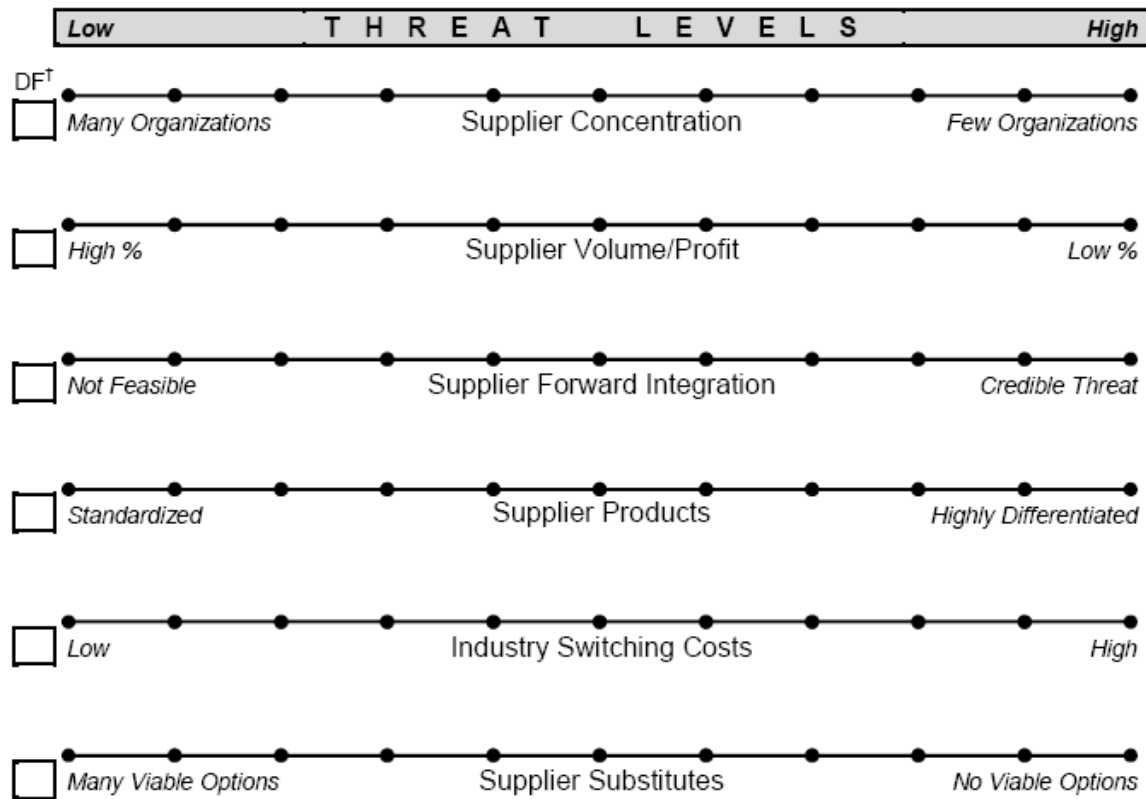 Low THREAT LEVELS High
DF†
Many Organizations Supplier Concentration Few Organizations
High % Supplier Volume/Profit Low %
Not Feasible Supplier Forward Integration Credible Threat
Standardized Supplier Products Highly Differentiated
Low Industry Switching Costs High
Many Viable Options Supplier Substitutes No Viable Options